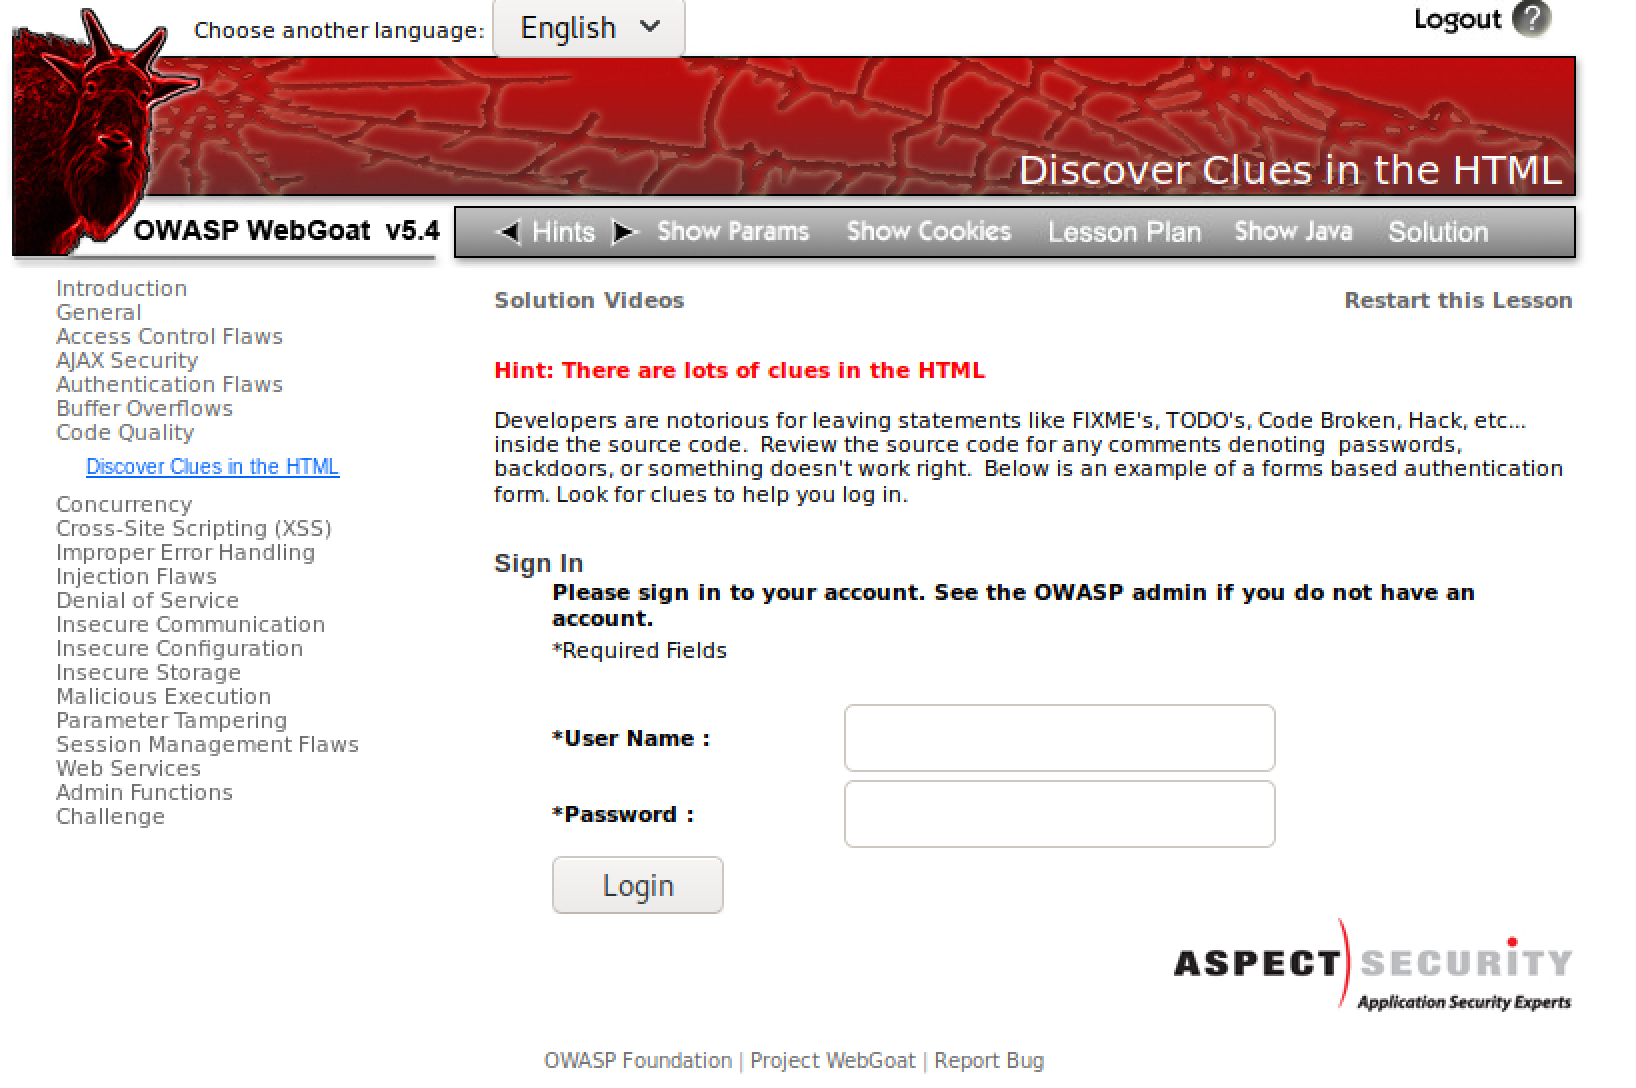 Choose another language: English
Logout ?
Discover Clues in the HTML
OWASP WebGoat v5.4
Hints Show Params Show Cookies Lesson Plan Show Java Solution
Introduction
General
Access Control Flaws
AJAX Security
Authentication Flaws
Buffer Overflows
Code Quality
Discover Clues in the HTML
Concurrency
Cross-Site Scripting (XSS)
Improper Error Handling
Injection Flaws
Denial of Service
Insecure Communication
Insecure Configuration
Insecure Storage
Malicious Execution
Parameter Tampering
Session Management Flaws
Web Services
Admin Functions
Challenge
Solution Videos
Restart this Lesson
Hint: There are lots of clues in the HTML
Developers are notorious for leaving statements like FIXME's, TODO's, Code Broken, Hack, etc...
inside the source code. Review the source code for any comments denoting passwords,
backdoors, or something doesn't work right. Below is an example of a forms based authentication
form. Look for clues to help you log in.
Sign In
Please sign in to your account. See the OWASP admin if you do not have an
account.
*Required Fields
*User Name :
*Password :
Login
ASPECT SECURITY
Application Security Experts
OWASP Foundation | Project WebGoat | Report Bug